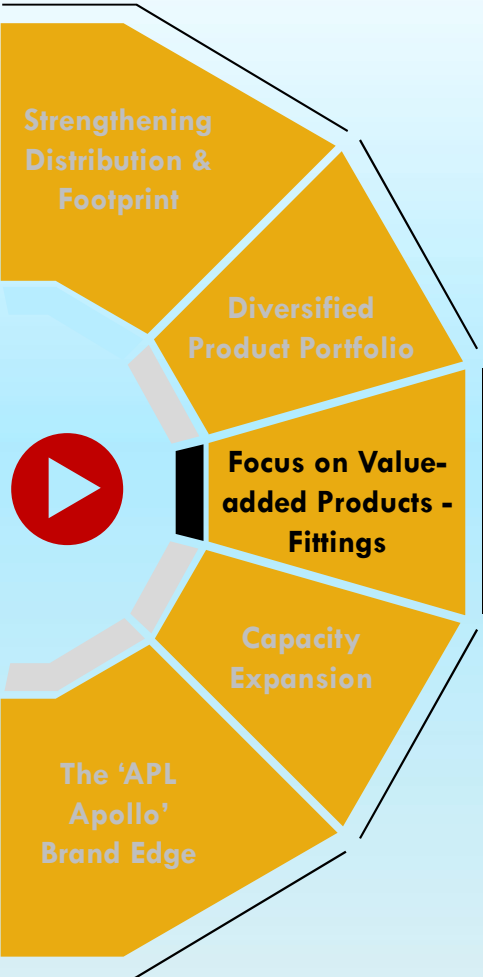 Strengthening
Distribution &
Footprint
Diversified
Product Portfolio
Focus on Value-
added Products -
Fittings
Capacity
Expansion
The ‘APL
Apollo’
Brand Edge